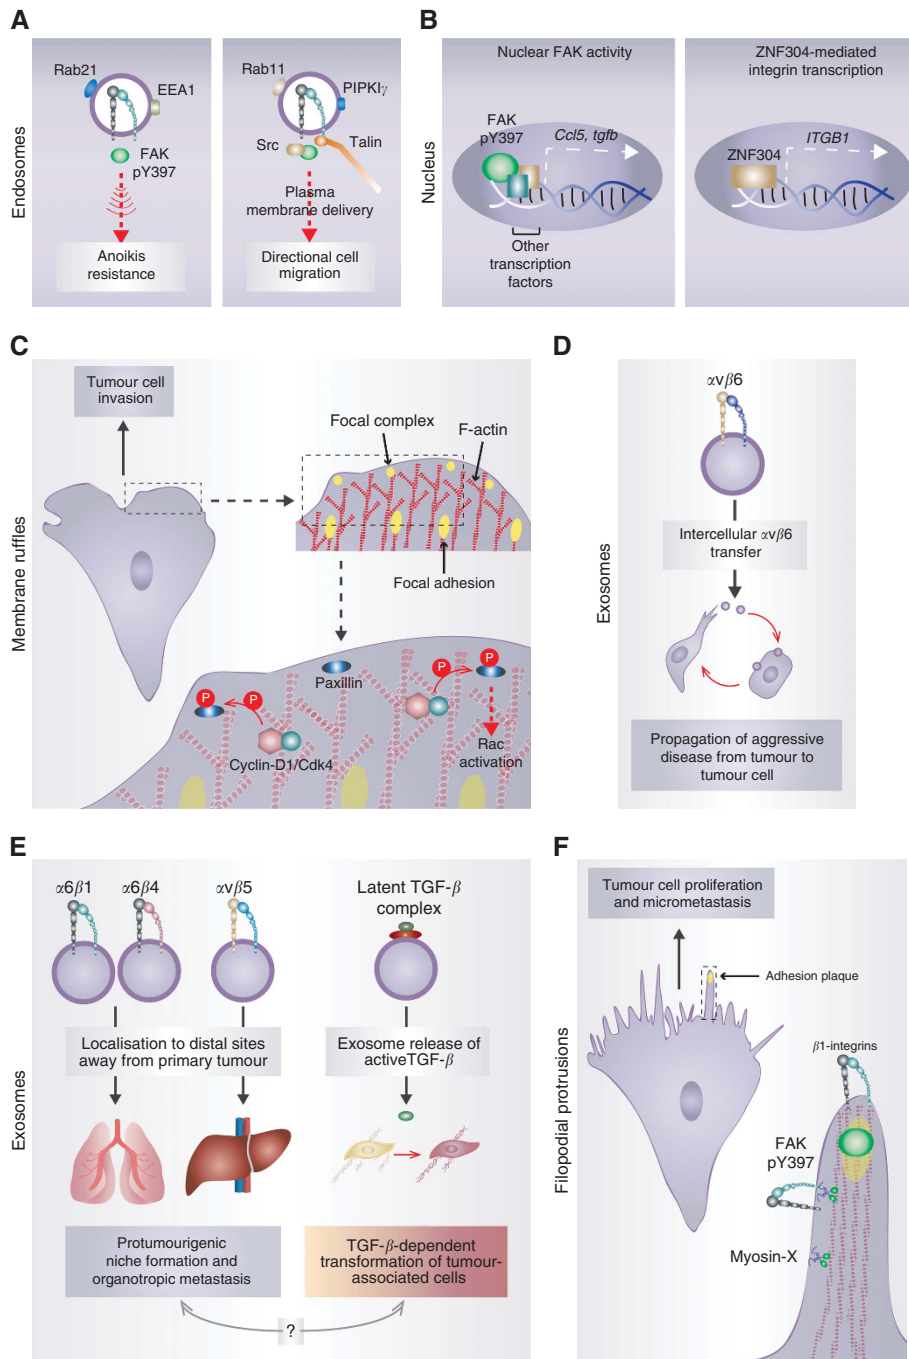 A
Endosomes
Rab21
EEA1
FAK
pY397
Anoikis
resistance
Rab11
PIPKIγ
Src
Talin
Plasma
membrane delivery
Directional cell
migration
B
Nucleus
Nuclear FAK activity
FAK
pY397
Ccl5, tgfb
Other
transcription
factors
ZNF304-mediated
integrin transcription
ZNF304
ITGB1
C
Membrane ruffles
Tumour cell
invasion
Focal complex
F-actin
Focal adhesion
Paxillin
P
P
P
P
Cyclin-D1/Cdk4
Rac
activation
D
Exosomes
αvβ6
Intercellular αvβ6
transfer
Propagation of aggressive
disease from tumour to
tumour cell
E
Exosomes
α6β1
α6β4
αvβ5
Latent TGF-β
complex
Localisation to distal sites
away from primary tumour
Exosome release of
activeTGF-β
Protumourigenic
niche formation and
organotropic metastasis
TGF-β-dependent
transformation of tumour-
associated cells
?
F
Filopodial protrusions
Tumour cell proliferation
and micrometastasis
Adhesion plaque
β1-integrins
FAK
pY397
Myosin-X